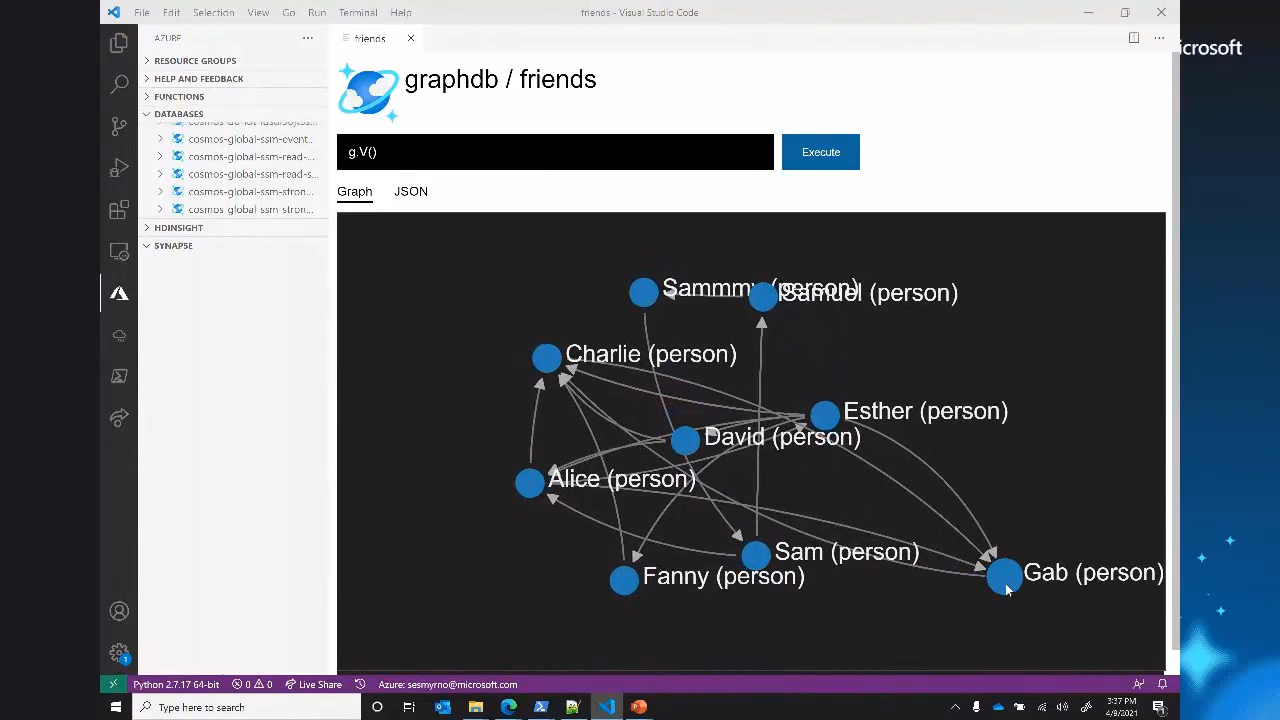 File Edit Selection View Go Run Terminal Help
friends - Visual Studio Code
icrosoft
AZURE
friends
RESOURCE GROUPS
HELP AND FEEDBACK
FUNCTIONS
DATABASES
cosmos-global-ssm-event...
cosmos-global-ssm-read-...
cosmos-global-ssm-read-s...
cosmos-global-ssm-stron...
cosmos-global-ssm-stron...
HDINSIGHT
SYNAPSE
graphdb / friends
g.V()
Execute
Graph JSON
Sammmy (person)
Samuel (person)
Charlie (person)
Esther (person)
David (person)
Alice (person)
Sam (person)
Gab (person)
Fanny (person)
1
Python 2.7.17 64-bit 0 0 Live Share Azure: sesmyrno@microsoft.com
Type here to search
3:37 PM
4/9/2021